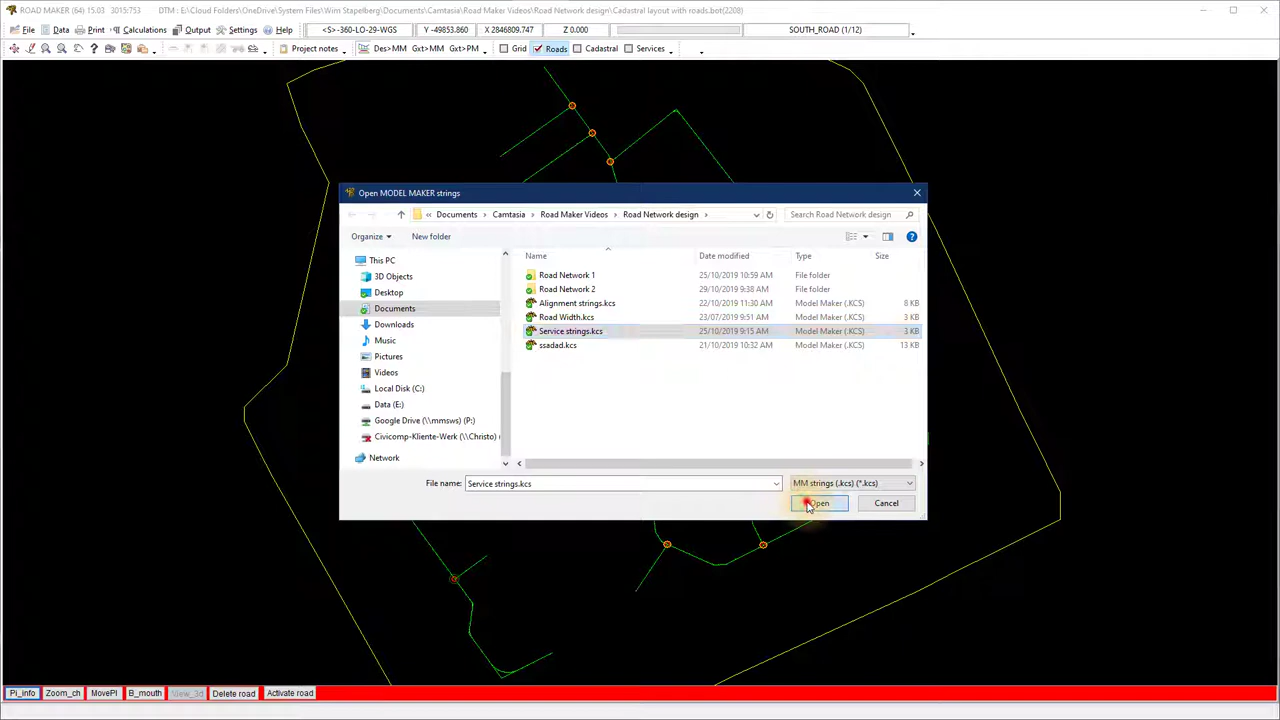 ROAD MAKER (64) 15.03 3015:753 DTM : E:\Cloud Folders\OneDrive\System Files\Wim Stapelberg\Documents\Camtasia\Road Maker Videos\Road Network design\Cadastral layout with roads.bot(2208)
File Data Print Calculations Output Settings Help <S>-360-LO-29-WGS Y -49853.860 X 2846809.747 Z 0.000 SOUTH_ROAD (1/12)
Project notes Des>MM Gxt>MM Gxt>PM Grid Roads Cadastral Services
Open MODEL MAKER strings
« Documents > Camtasia > Road Maker Videos > Road Network design > Search Road Network design
Organize New folder
This PC
3D Objects
Desktop
Documents
Downloads
Music
Pictures
Videos
Local Disk (C:)
Data (E:)
Google Drive (\\mmsws) (P:)
Civicomp-Kliente-Werk (\\Christo) (
Network
Name Date modified Type Size
Road Network 1 25/10/2019 10:59 AM File folder
Road Network 2 29/10/2019 9:38 AM File folder
Alignment strings.kcs 22/10/2019 11:30 AM Model Maker (.KCS) 8 KB
Road Width.kcs 23/07/2019 9:51 AM Model Maker (.KCS) 3 KB
Service strings.kcs 25/10/2019 9:15 AM Model Maker (.KCS) 3 KB
ssadad.kcs 21/10/2019 10:32 AM Model Maker (.KCS) 13 KB
File name: Service strings.kcs MM strings (.kcs) (*.kcs)
Open Cancel
Pi_info Zoom_ch MovePI B_mouth View_3d Delete road Activate road